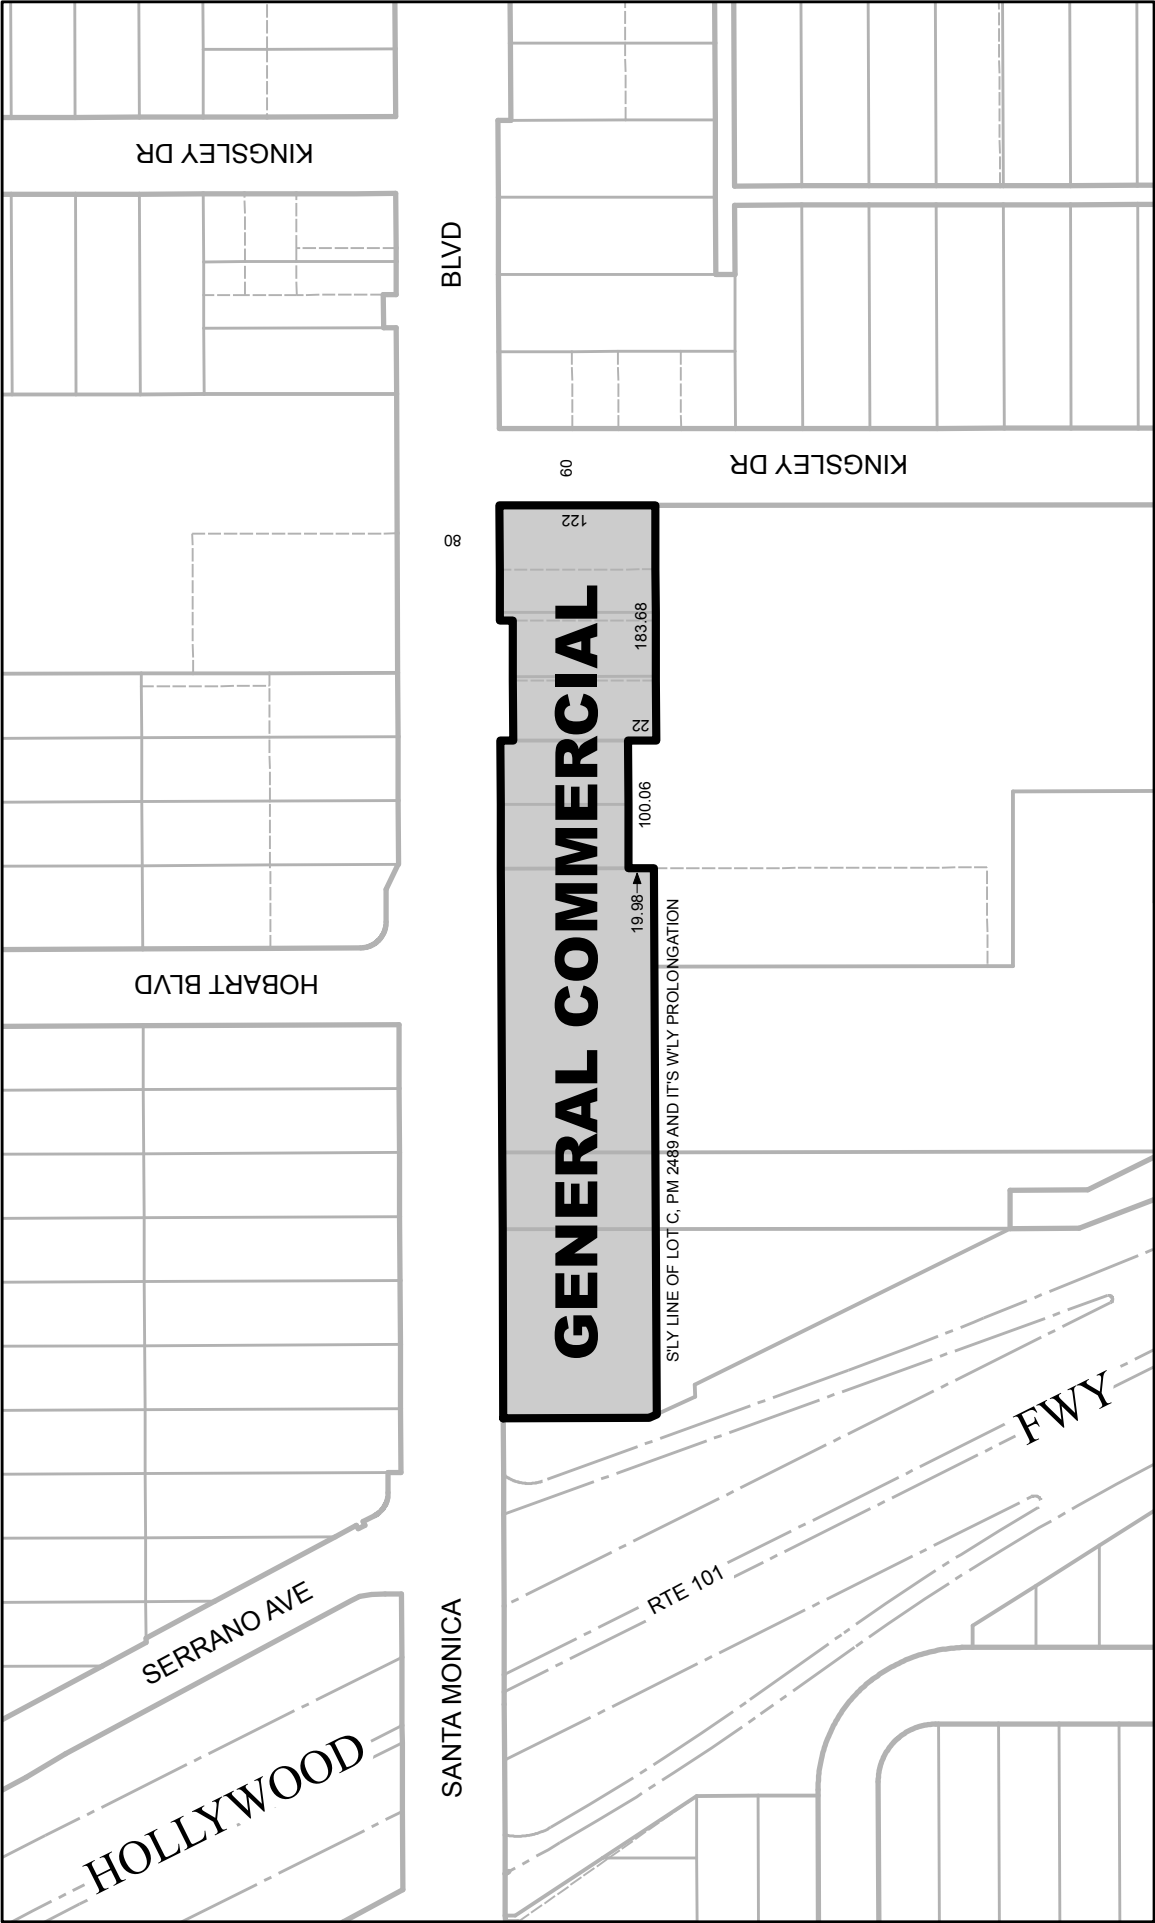 KINGSLEY DR
BLVD
KINGSLEY DR
60
80
122
GENERAL COMMERCIAL
183.68
22
100.06
19.98
S'LY LINE OF LOT C, PM 2489 AND IT'S W'LY PROLONGATION
HOBART BLVD
SERRANO AVE
SANTA MONICA
HOLLYWOOD
FWY
RTE 101